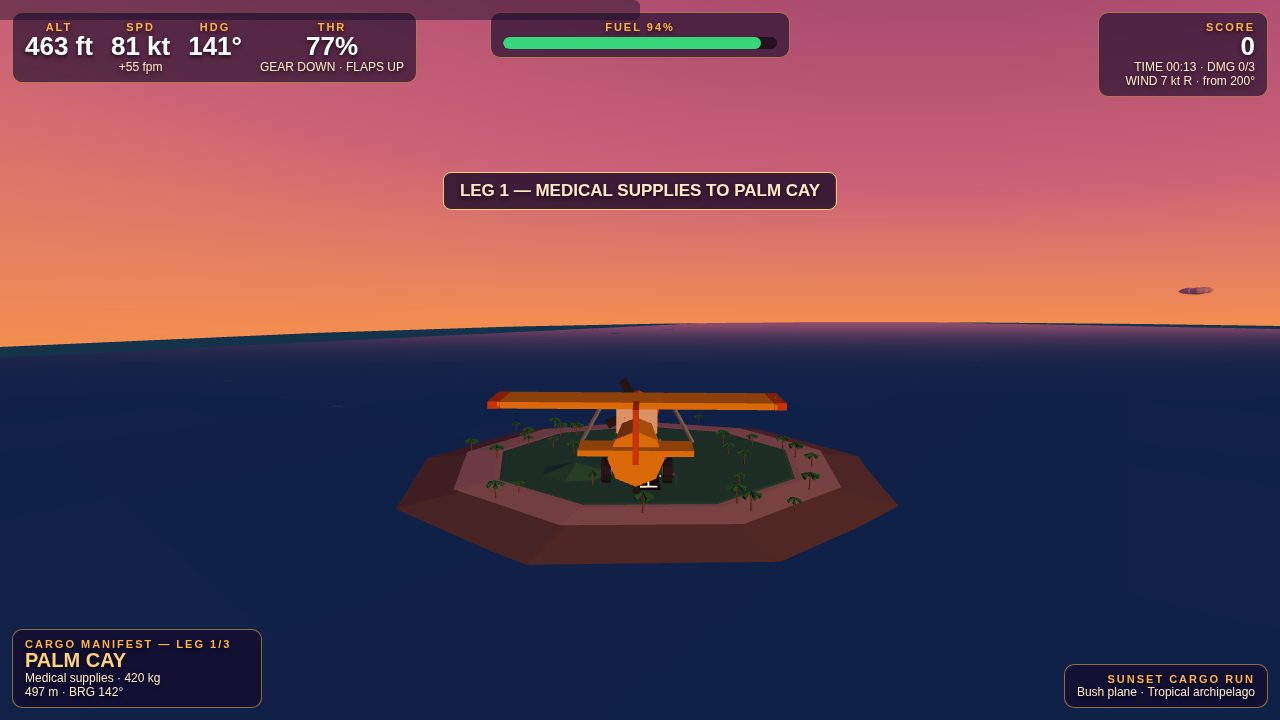 ALT SPD HDG THR
463 ft 81 kt 141° 77%
+55 fpm GEAR DOWN · FLAPS UP
FUEL 94%
SCORE
0
TIME 00:13 · DMG 0/3
WIND 7 kt R · from 200°
LEG 1 — MEDICAL SUPPLIES TO PALM CAY
CARGO MANIFEST — LEG 1/3
PALM CAY
Medical supplies · 420 kg
497 m · BRG 142°
SUNSET CARGO RUN
Bush plane · Tropical archipelago